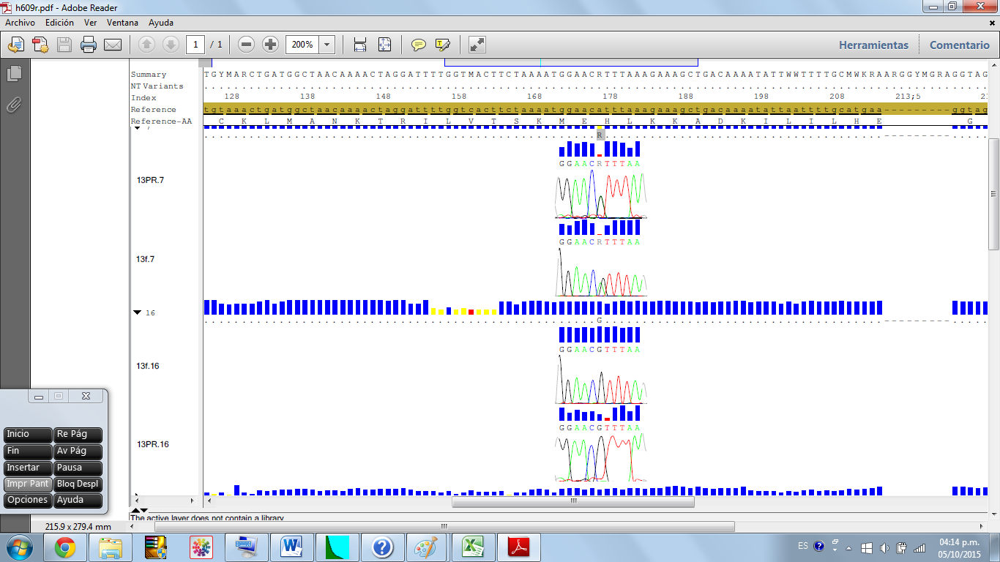 h609r.pdf - Adobe Reader
Archivo Edición Ver Ventana Ayuda
1 / 1 200% Herramientas Comentario
Summary TGYMARCTGATGGCTAACAAAACTAGGATTTTGGTMACTTCTAAAATGGAACRTTTAAAGAAAGCTGACAAAATATTWWTTTTGCMWKRAARGGYMGRAGGTAG
NT Variants
Index 128 138 148 158 168 178 188 198 208 213;5 21
Reference tgtaaactgatggctaacaaaactaggattttggtcacttctaaaatggaacatttaaagaaagctgacaaaatattaattttgcatgaa---------ggtag
Reference-AA C K L M A N K T R I L V T S K M E H L K K A D K I L I L H E G
7
R
GGAACRTTTAA
13PR.7
GGAACRTTTAA
13f.7
16
G
GGAACGTTTAA
13f.16
GGAACGTTTAA
13PR.16
Inicio Re Pág
Fin Av Pág
Insertar Pausa
Impr Pant Bloq Despl
Opciones Ayuda
The active layer does not contain a library
215.9 x 279.4 mm
ES 04:14 p.m.
05/10/2015